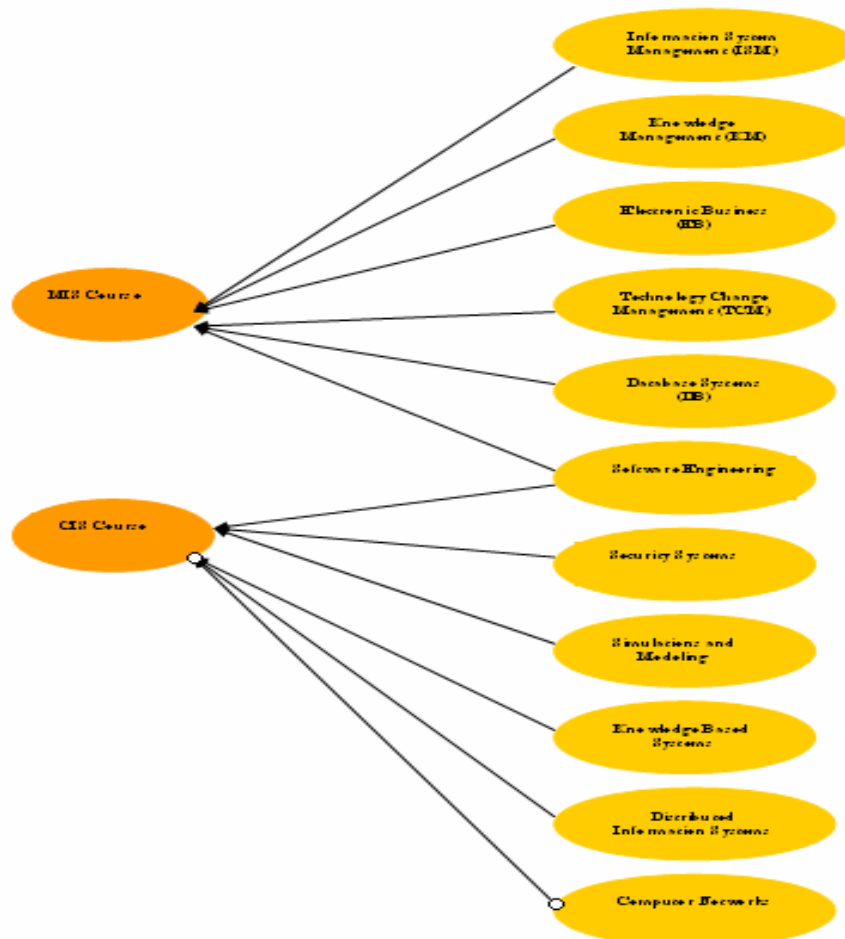 Information System
Management (ISM)
Knowledge
Management (KM)
Electronic Business
(EB)
MIS Course
Technology Change
Management (TCM)
Database Systems
(DB)
Software Engineering
CIS Course
Security Systems
Simulations and
Modeling
Knowledge Based
Systems
Distributed
Information Systems
Computer Networks